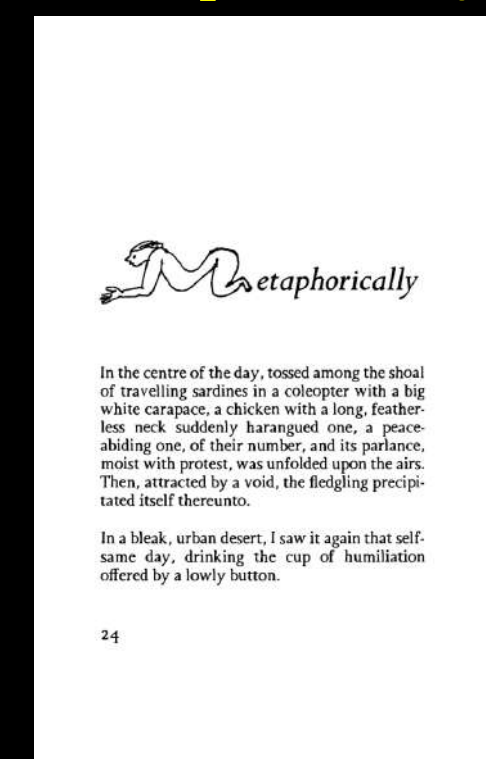 Metaphorically
In the centre of the day, tossed among the shoal
of travelling sardines in a coleopter with a big
white carapace, a chicken with a long, feather-
less neck suddenly harangued one, a peace-
abiding one, of their number, and its parlance,
moist with protest, was unfolded upon the airs.
Then, attracted by a void, the fledgling precipi-
tated itself thereunto.
In a bleak, urban desert, I saw it again that self-
same day, drinking the cup of humiliation
offered by a lowly button.
24